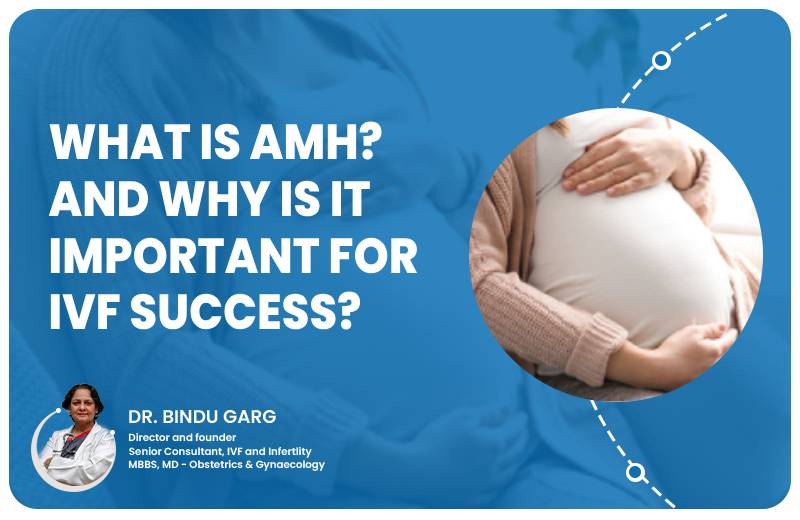 WHAT IS AMH?
AND WHY IS IT
IMPORTANT FOR
IVF SUCCESS?
DR. BINDU GARG
Director and founder
Senior Consultant, IVF and Infertlity
MBBS, MD - Obstetrics & Gynaecology